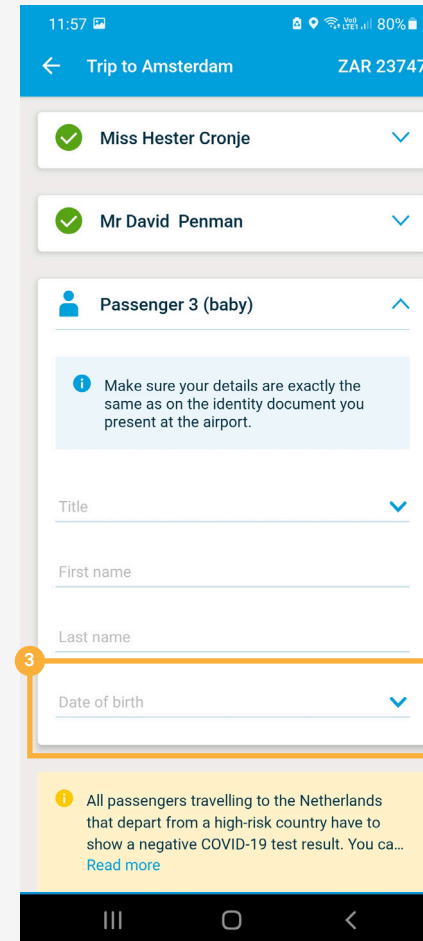 11:57 80%
Trip to Amsterdam ZAR 23747
Miss Hester Cronje
Mr David Penman
Passenger 3 (baby)
Make sure your details are exactly the
same as on the identity document you
present at the airport.
Title
First name
Last name
3
Date of birth
All passengers travelling to the Netherlands
that depart from a high-risk country have to
show a negative COVID-19 test result. You ca...
Read more